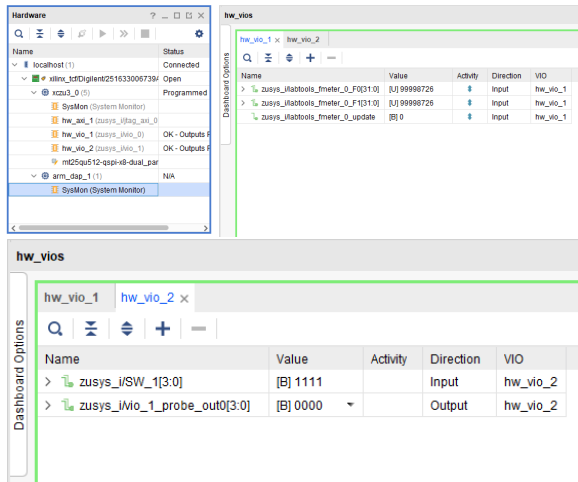 Hardware
? _ □ ⧉ ×
Name Status
localhost (1) Connected
xilinx_tcf/Digilent/251633006739A Open
xczu3_0 (5) Programmed
SysMon (System Monitor)
hw_axi_1 (zusys_i/jtag_axi_0
hw_vio_1 (zusys_i/vio_0) OK - Outputs F
hw_vio_2 (zusys_i/vio_1) OK - Outputs F
mt25qu512-qspi-x8-dual_par
arm_dap_1 (1) N/A
SysMon (System Monitor)
hw_vios
Dashboard Options
hw_vio_1 × hw_vio_2
Name Value Activity Direction VIO
zusys_i/labtools_fmeter_0_F0[31:0] [U] 99998726 Input hw_vio_1
zusys_i/labtools_fmeter_0_F1[31:0] [U] 99998726 Input hw_vio_1
zusys_i/labtools_fmeter_0_update [B] 0 Input hw_vio_1
hw_vios
Dashboard Options
hw_vio_1 hw_vio_2 ×
Name Value Activity Direction VIO
zusys_i/SW_1[3:0] [B] 1111 Input hw_vio_2
zusys_i/vio_1_probe_out0[3:0] [B] 0000 Output hw_vio_2